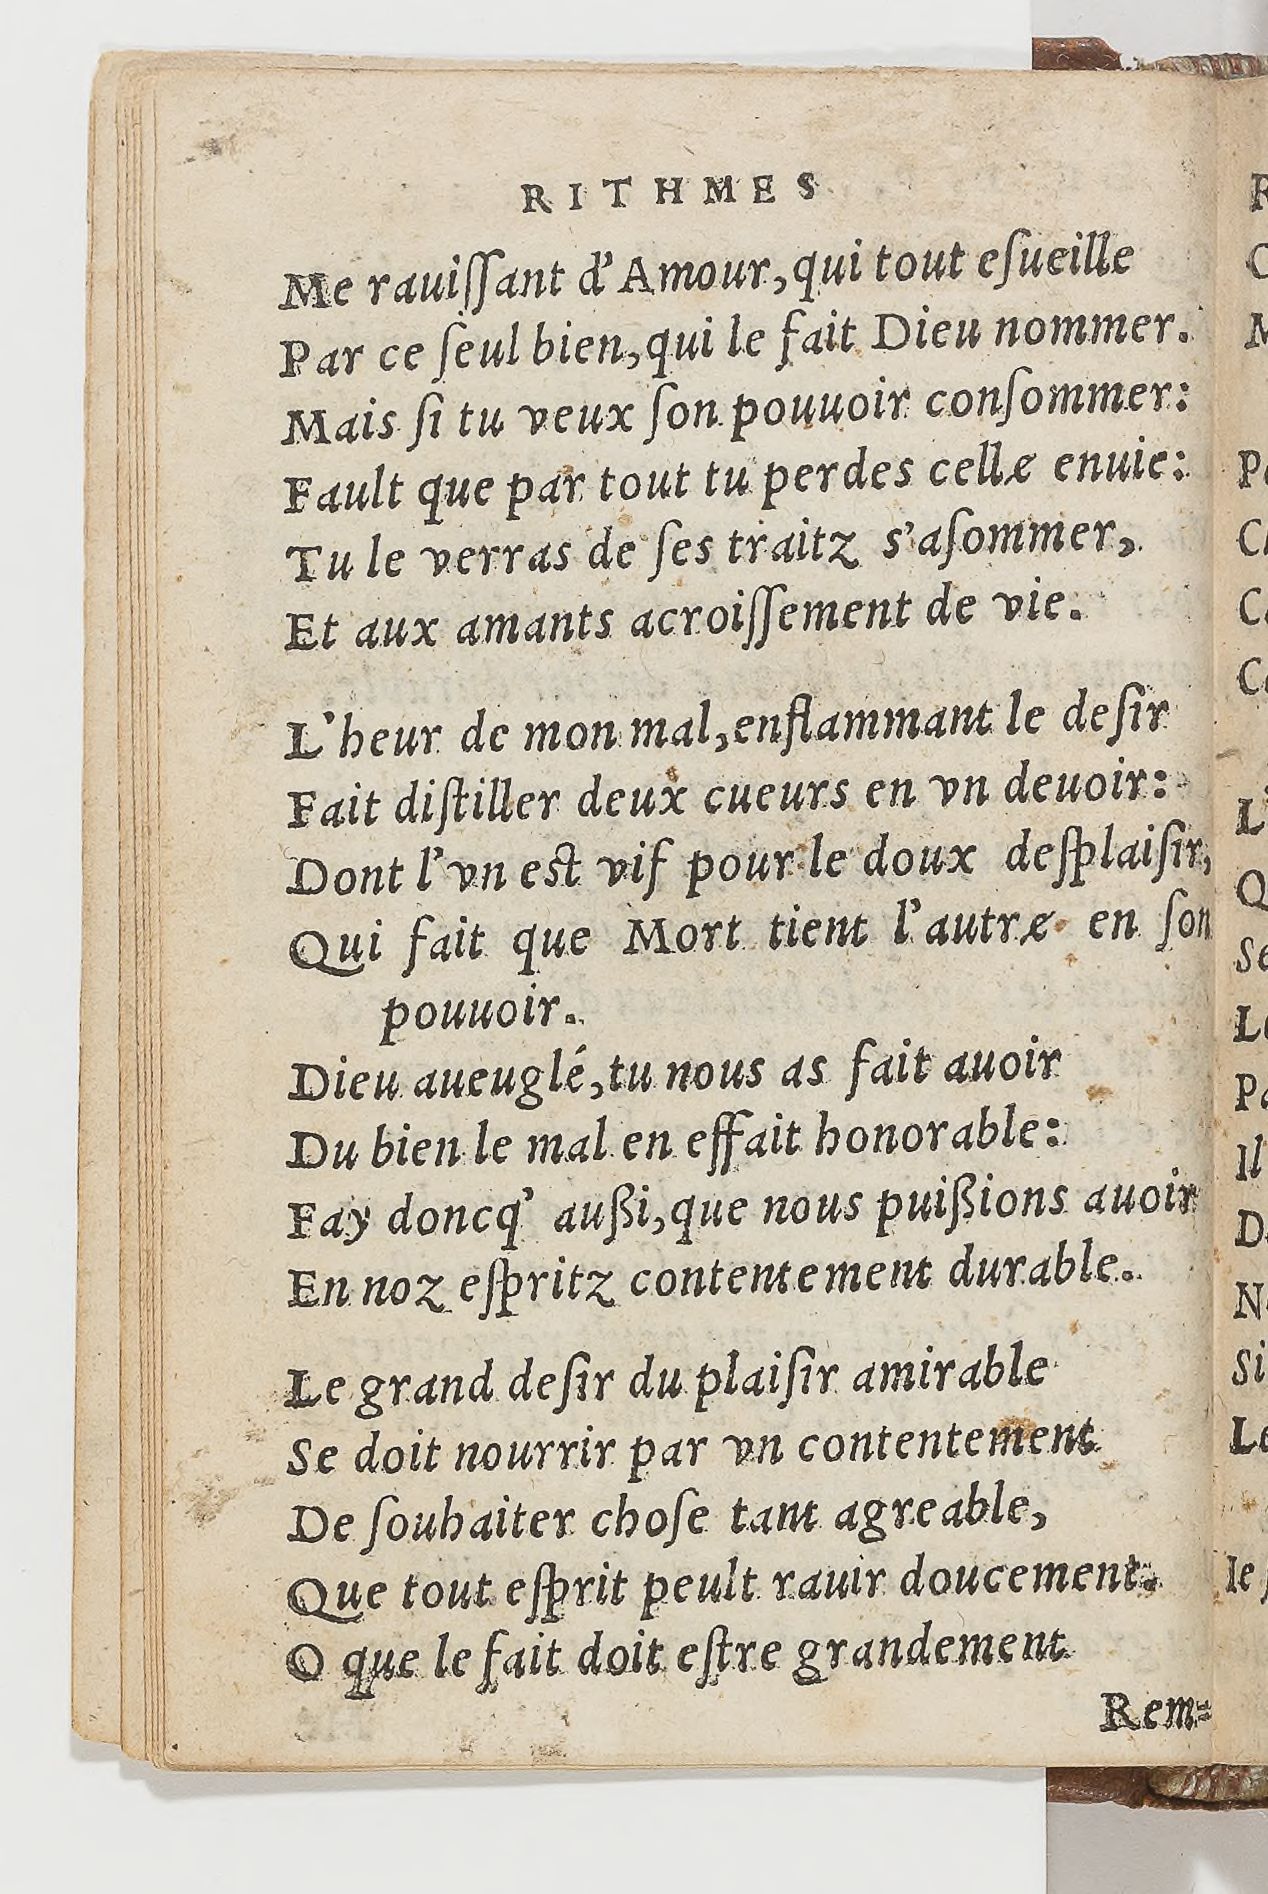 RITHMES
Me rauiſſant d'Amour,qui tout eſueille
Par ce ſeul bien,qui le fait Dieu nommer.
Mais ſi tu veux ſon pouuoir conſommer:
Fault que par tout tu perdes celle enuie:
Tu le verras de ſes traitz s'aſommer,
Et aux amants acroiſſement de vie.
L'heur de mon mal,enflammant le deſir
Fait diſtiller deux cueurs en vn deuoir:
Dont l'vn eſt vif pour le doux deſplaiſir,
Qui fait que Mort tient l'autre en ſon
pouuoir.
Dieu aueuglé,tu nous as fait auoir
Du bien le mal en effait honorable:
Fay doncq' außi,que nous puißions auoir
En noz eſpritz contentement durable.
Le grand deſir du plaiſir amirable
Se doit nourrir par vn contentement
De ſouhaiter choſe tant agreable,
Que tout eſprit peult rauir doucement.
O que le fait doit eſtre grandement
Rem-